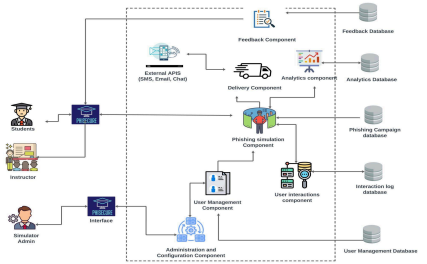 Feedback Component
Feedback Database
External APIS
(SMS, Email, Chat)
Delivery Component
Analytics component
Analytics Database
Students
PHISECURE
Phishing simulation
Component
Phishing Campaign
database
Instructor
User Management
Component
User interactions
component
Interaction log
database
PHISECURE
Simulator
Admin
Interface
Administration and
Configuration Component
User Management Database